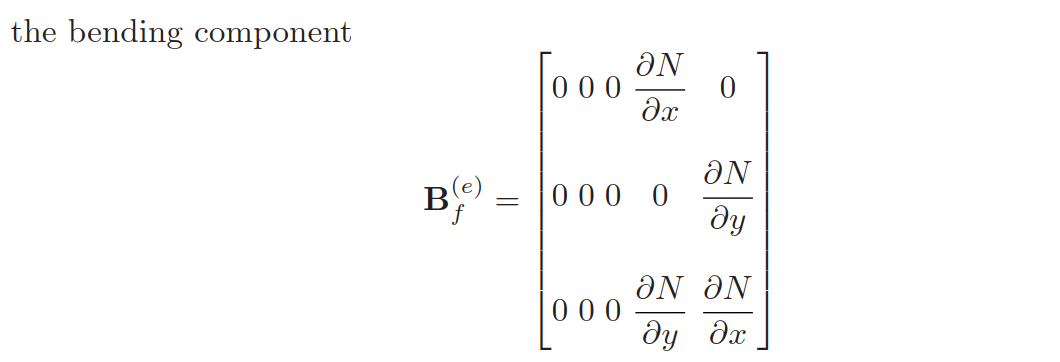 the bending component
0 0 0 ∂N/∂x 0
B_f^(e) = 0 0 0 0 ∂N/∂y
0 0 0 ∂N/∂y ∂N/∂x